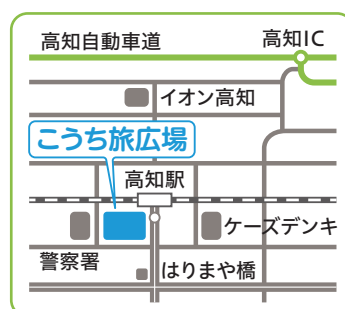 高知自動車道
高知IC
イオン高知
こうち旅広場
高知駅
ケーズデンキ
警察署
はりまや橋